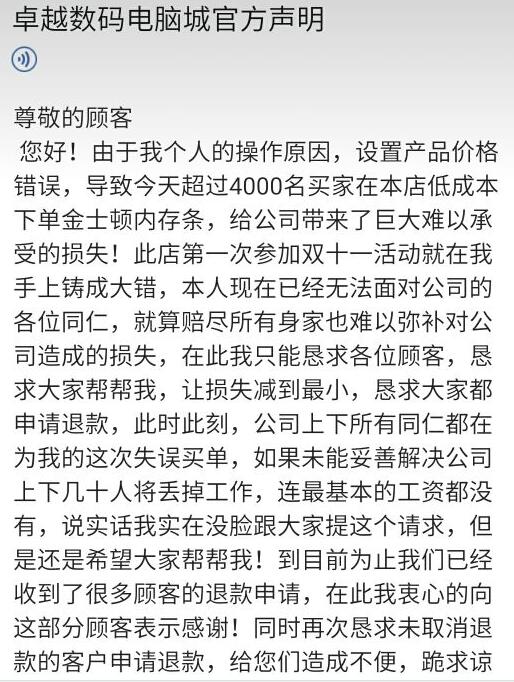 卓越数码电脑城官方声明
尊敬的顾客
您好！由于我个人的操作原因，设置产品价格
错误，导致今天超过4000名买家在本店低成本
下单金士顿内存条，给公司带来了巨大难以承
受的损失！此店第一次参加双十一活动就在我
手上铸成大错，本人现在已经无法面对公司的
各位同仁，就算赔尽所有身家也难以弥补对公
司造成的损失，在此我只能恳求各位顾客，恳
求大家帮帮我，让损失减到最小，恳求大家都
申请退款，此时此刻，公司上下所有同仁都在
为我的这次失误买单，如果未能妥善解决公司
上下几十人将丢掉工作，连最基本的工资都没
有，说实话我实在没脸跟大家提这个请求，但
是还是希望大家帮帮我！到目前为止我们已经
收到了很多顾客的退款申请，在此我衷心的向
这部分顾客表示感谢！同时再次恳求未取消退
款的客户申请退款，给您们造成不便，跪求谅